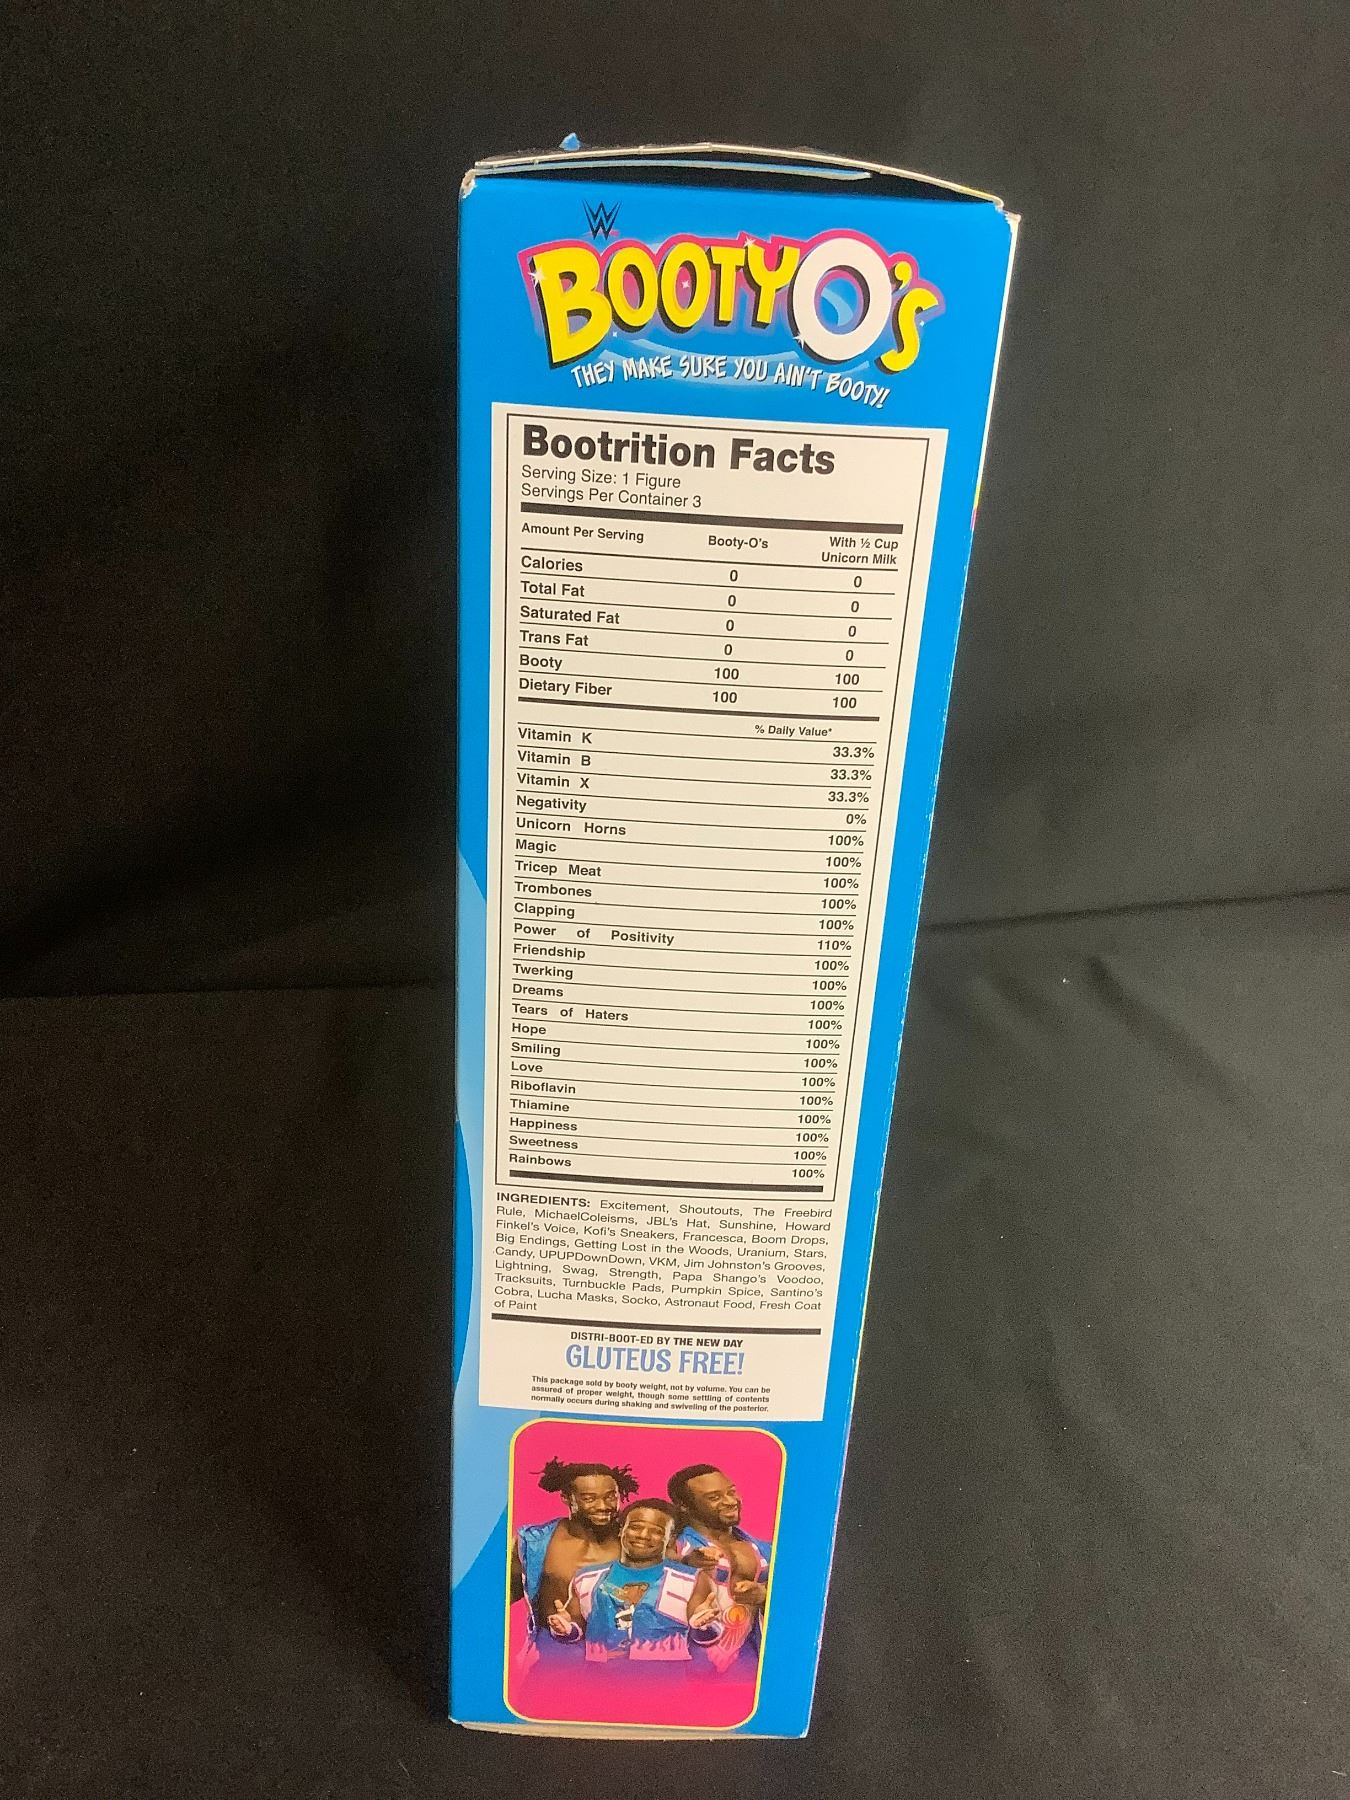 W
BOOTYO'S
THEY MAKE SURE YOU AIN'T BOOTY!
Bootrition Facts
Serving Size: 1 Figure
Servings Per Container 3
Amount Per Serving Booty-O's With ½ Cup
Unicorn Milk
Calories 0 0
Total Fat 0 0
Saturated Fat 0 0
Trans Fat 0 0
Booty 100 100
Dietary Fiber 100 100
% Daily Value*
Vitamin K 33.3%
Vitamin B 33.3%
Vitamin X 33.3%
Negativity 0%
Unicorn Horns 100%
Magic 100%
Tricep Meat 100%
Trombones 100%
Clapping 100%
Power of Positivity 110%
Friendship 100%
Twerking 100%
Dreams 100%
Tears of Haters 100%
Hope 100%
Smiling 100%
Love 100%
Riboflavin 100%
Thiamine 100%
Happiness 100%
Sweetness 100%
Rainbows 100%
INGREDIENTS: Excitement, Shoutouts, The Freebird
Rule, MichaelColeisms, JBL's Hat, Sunshine, Howard
Finkel's Voice, Kofi's Sneakers, Francesca, Boom Drops,
Big Endings, Getting Lost in the Woods, Uranium, Stars,
Candy, UPUPDownDown, VKM, Jim Johnston's Grooves,
Lightning, Swag, Strength, Papa Shango's Voodoo,
Tracksuits, Turnbuckle Pads, Pumpkin Spice, Santino's
Cobra, Lucha Masks, Socko, Astronaut Food, Fresh Coat
of Paint
DISTRI-BOOT-ED BY THE NEW DAY
GLUTEUS FREE!
This package sold by booty weight, not by volume. You can be
assured of proper weight, though some settling of contents
normally occurs during shaking and swiveling of the posterior.